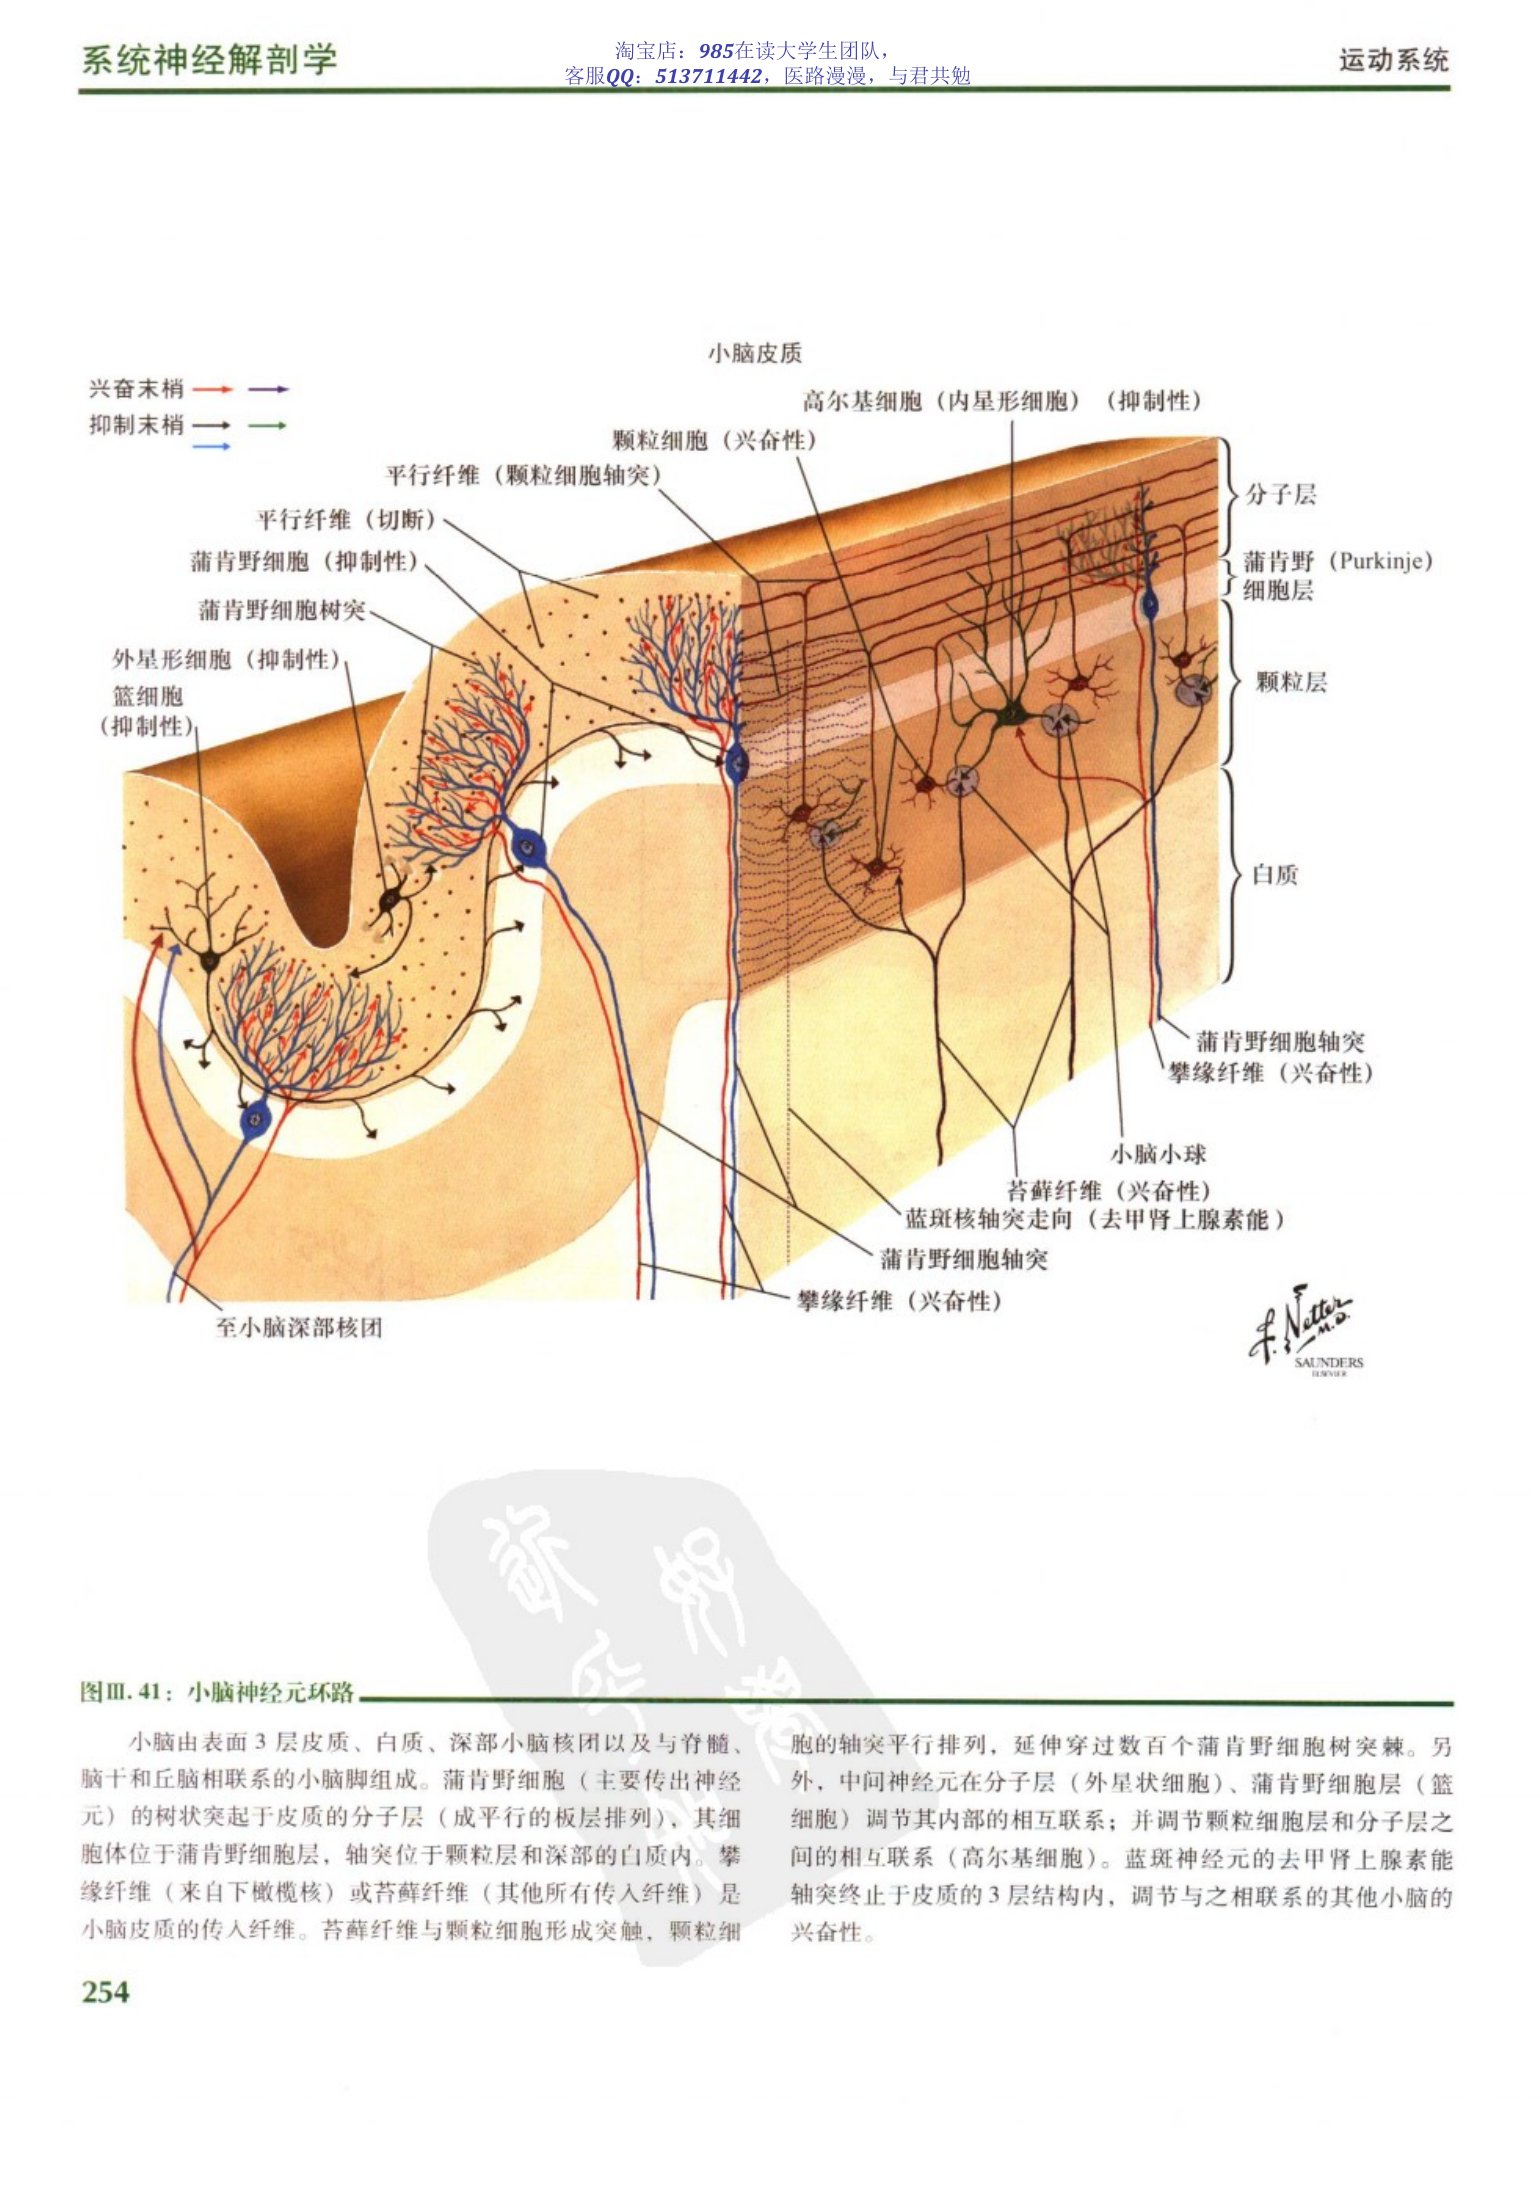 系统神经解剖学
淘宝店：985在读大学生团队，
客服QQ：513711442，医路漫漫，与君共勉
运动系统
小脑皮质
兴奋末梢
抑制末梢
高尔基细胞（内星形细胞）（抑制性）
颗粒细胞（兴奋性）
平行纤维（颗粒细胞轴突）
平行纤维（切断）
蒲肯野细胞（抑制性）
蒲肯野细胞树突
外星形细胞（抑制性）
篮细胞
（抑制性）
分子层
蒲肯野（Purkinje）
细胞层
颗粒层
白质
蒲肯野细胞轴突
攀缘纤维（兴奋性）
小脑小球
苔藓纤维（兴奋性）
蓝斑核轴突走向（去甲肾上腺素能）
蒲肯野细胞轴突
攀缘纤维（兴奋性）
至小脑深部核团
F. Netter
M.D.
SAUNDERS
ELSEVIER
图Ⅲ.41：小脑神经元环路
小脑由表面 3 层皮质、白质、深部小脑核团以及与脊髓、
脑干和丘脑相联系的小脑脚组成。蒲肯野细胞（主要传出神经
元）的树状突起于皮质的分子层（成平行的板层排列），其细
胞体位于蒲肯野细胞层，轴突位于颗粒层和深部的白质内。攀
缘纤维（来自下橄榄核）或苔藓纤维（其他所有传入纤维）是
小脑皮质的传入纤维。苔藓纤维与颗粒细胞形成突触，颗粒细
胞的轴突平行排列，延伸穿过数百个蒲肯野细胞树突棘。另
外，中间神经元在分子层（外星状细胞）、蒲肯野细胞层（篮
细胞）调节其内部的相互联系；并调节颗粒细胞层和分子层之
间的相互联系（高尔基细胞）。蓝斑神经元的去甲肾上腺素能
轴突终止于皮质的 3 层结构内，调节与之相联系的其他小脑的
兴奋性。
254